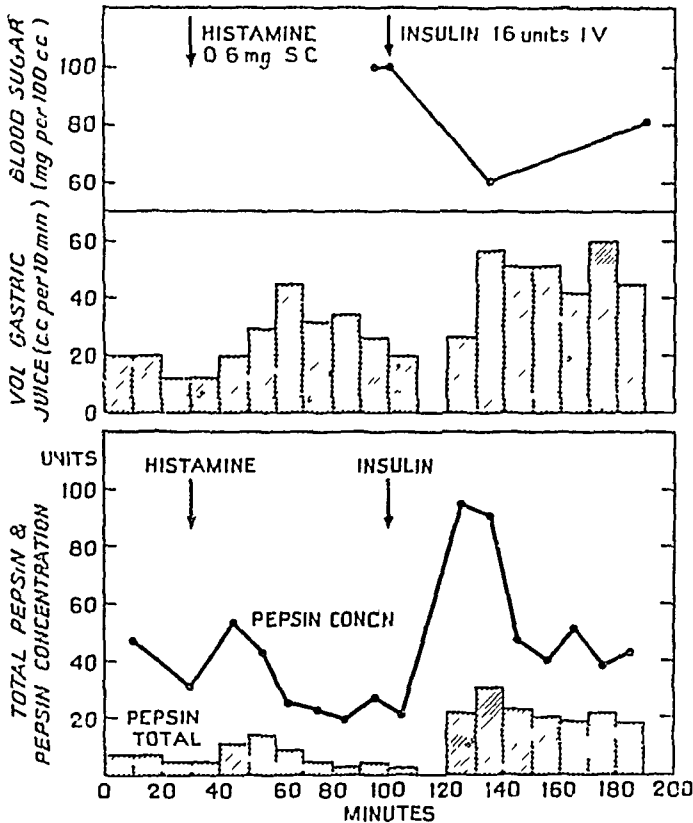 BLOOD SUGAR
(mg per 100 cc)
HISTAMINE
0 6 mg S C
INSULIN 16 units I V
100
80
60
VOL GASTRIC
JUICE (cc per 10 min)
60
40
20
0
TOTAL PEPSIN &
PEPSIN CONCENTRATION
UNITS
HISTAMINE
INSULIN
100
80
60
40
20
PEPSIN CONCN
PEPSIN
TOTAL
0 20 40 60 80 100 120 140 160 180 200
MINUTES